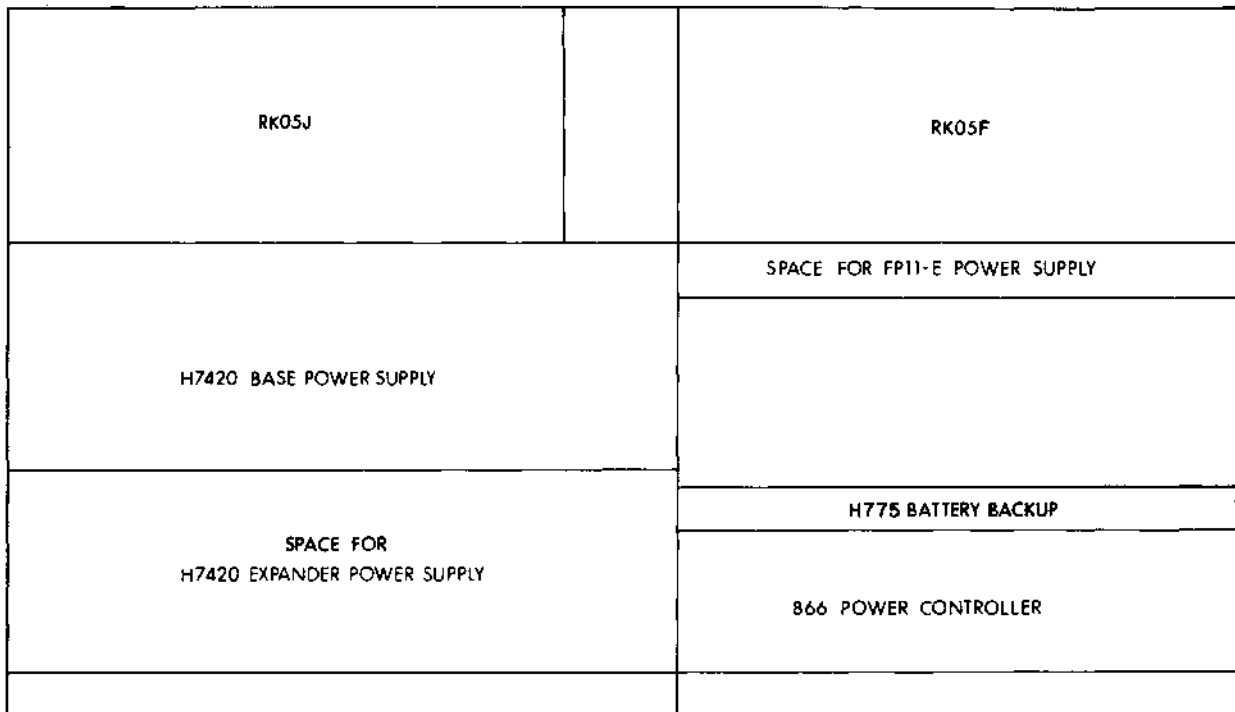 RK05J
RK05F
SPACE FOR FP11-E POWER SUPPLY
H7420 BASE POWER SUPPLY
H775 BATTERY BACKUP
SPACE FOR
H7420 EXPANDER POWER SUPPLY
866 POWER CONTROLLER